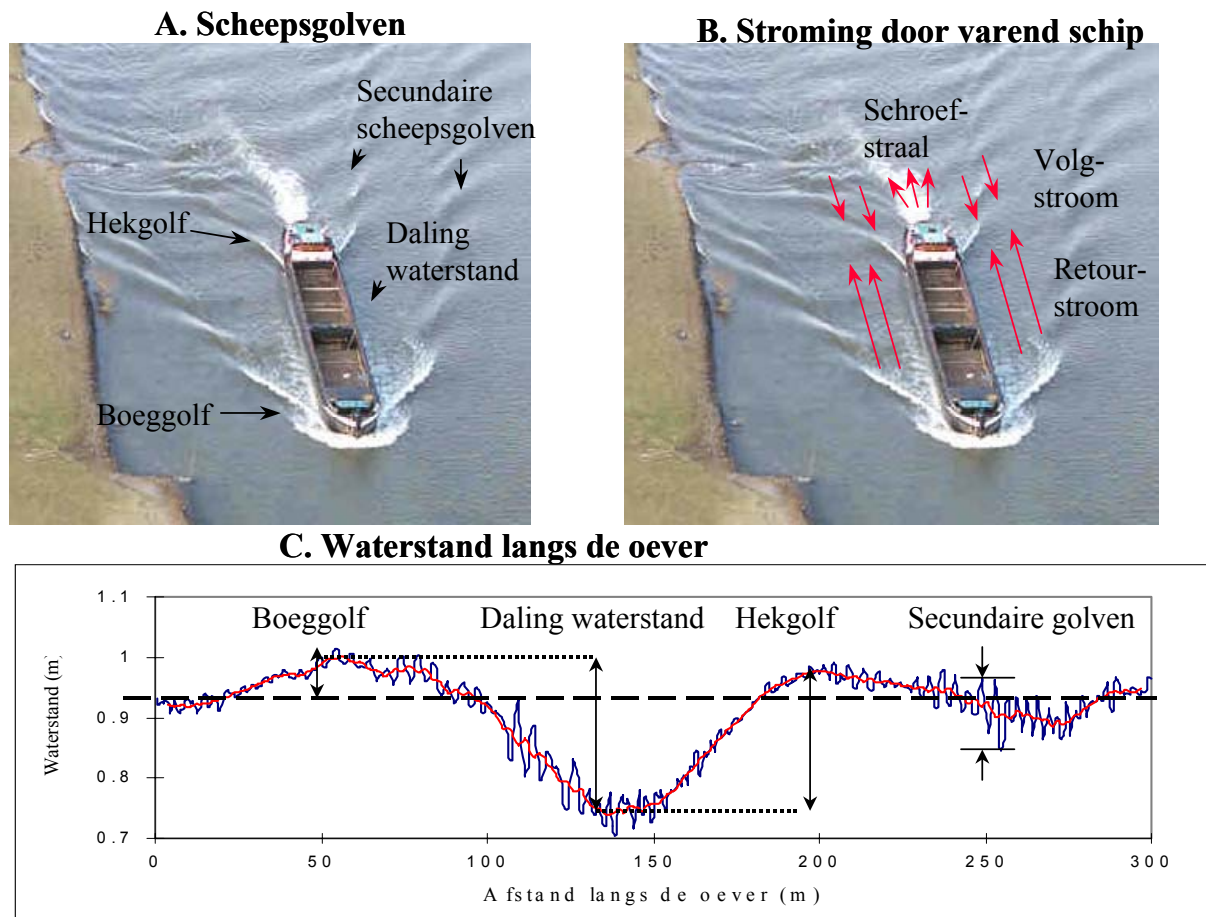 A. Scheepsgolven
Secundaire
scheepsgolven
Hekgolf
Daling
waterstand
Boeggolf
B. Stroming door varend schip
Schroef-
straal
Volg-
stroom
Retour-
stroom
C. Waterstand langs de oever
Boeggolf
Daling waterstand
Hekgolf
Secundaire golven
Waterstand (m)
1.1
1
0.9
0.8
0.7
0
50
100
150
200
250
300
Afstand langs de oever (m)